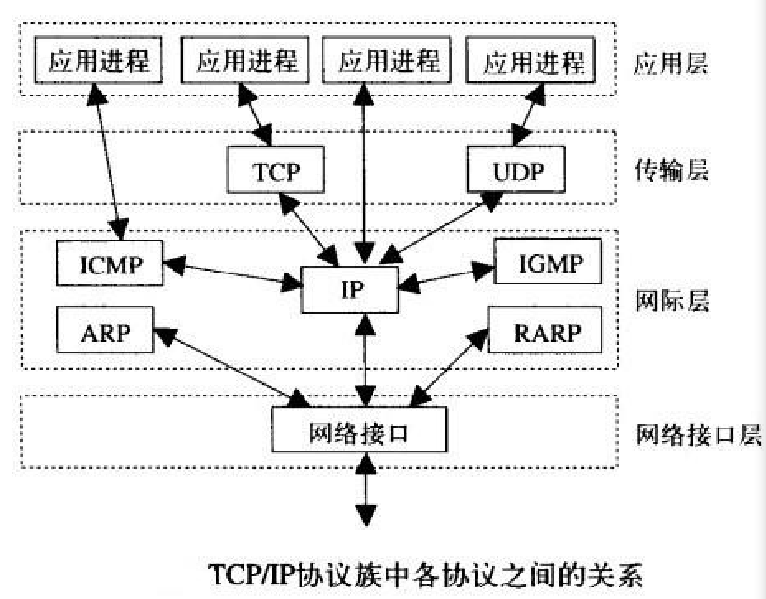 应用进程 应用进程 应用进程 应用进程 应用层
TCP UDP 传输层
ICMP IP IGMP 网际层
ARP RARP
网络接口 网络接口层
TCP/IP协议族中各协议之间的关系